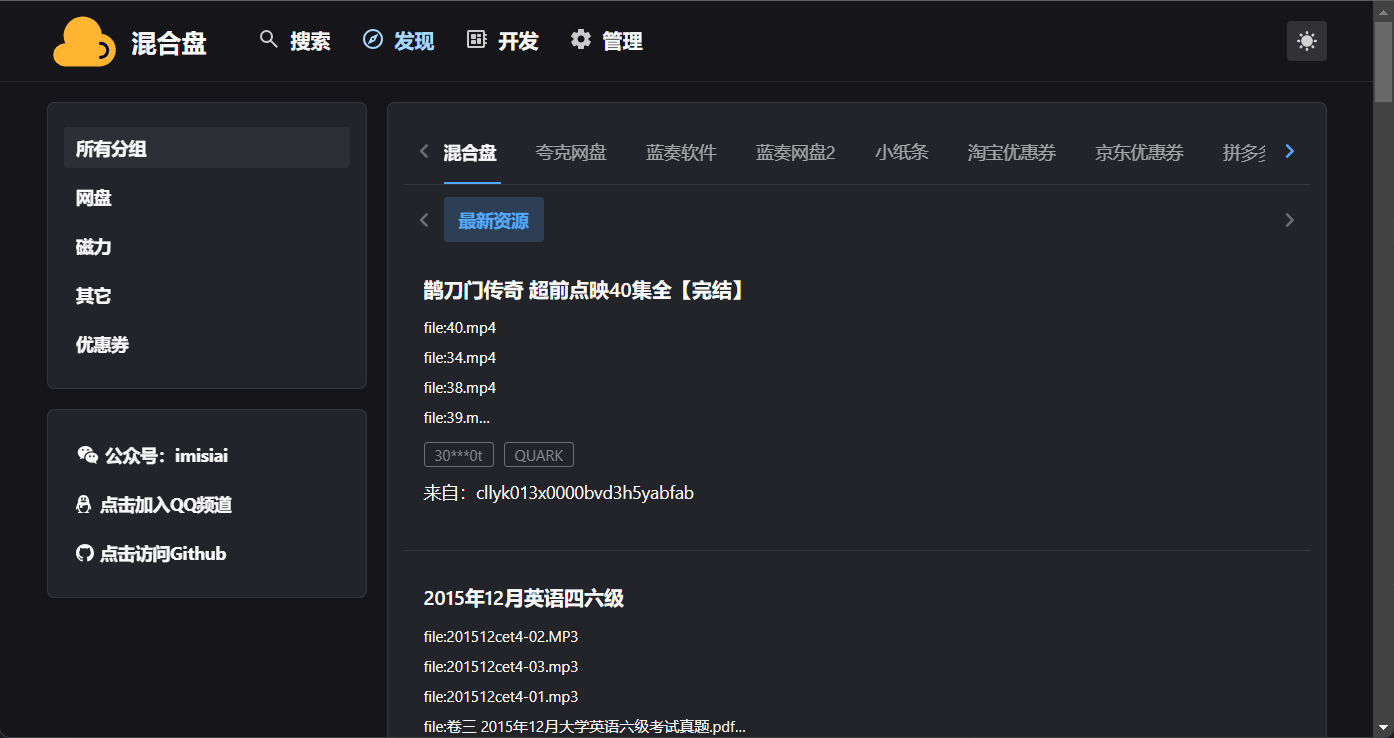 混合盘
搜索
发现
开发
管理
所有分组
网盘
磁力
其它
优惠券
公众号：imisiai
点击加入QQ频道
点击访问Github
混合盘 夸克网盘 蓝奏软件 蓝奏网盘2 小纸条 淘宝优惠券 京东优惠券 拼多
最新资源
鹊刀门传奇 超前点映40集全【完结】
file:40.mp4
file:34.mp4
file:38.mp4
file:39.m...
30***0t QUARK
来自：cllyk013x0000bvd3h5yabfab
2015年12月英语四六级
file:201512cet4-02.MP3
file:201512cet4-03.mp3
file:201512cet4-01.mp3
file:卷三 2015年12月大学英语六级考试真题.pdf...